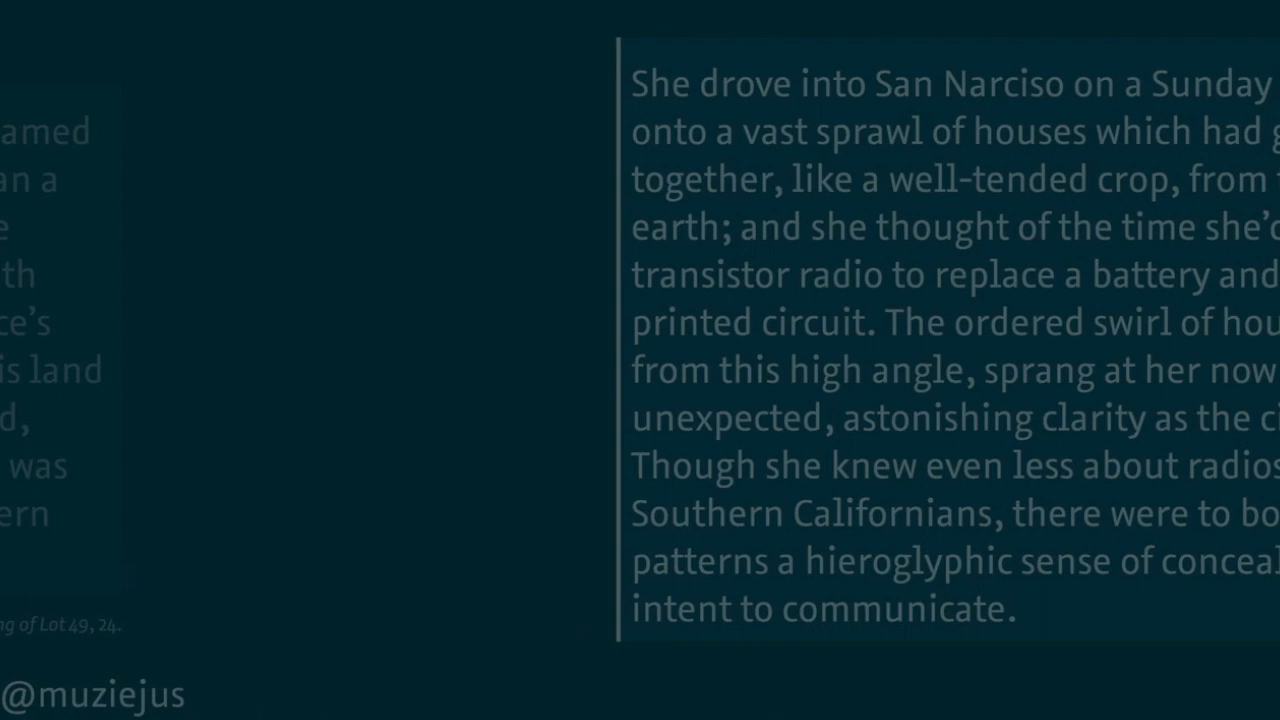 amed
an a
e
th
ce's
is land
d,
was
ern
ng of Lot 49, 24.
@muziejus
She drove into San Narciso on a Sunday
onto a vast sprawl of houses which had g
together, like a well-tended crop, from
earth; and she thought of the time she'd
transistor radio to replace a battery and
printed circuit. The ordered swirl of hou
from this high angle, sprang at her now
unexpected, astonishing clarity as the ci
Though she knew even less about radios
Southern Californians, there were to bo
patterns a hieroglyphic sense of conceal
intent to communicate.